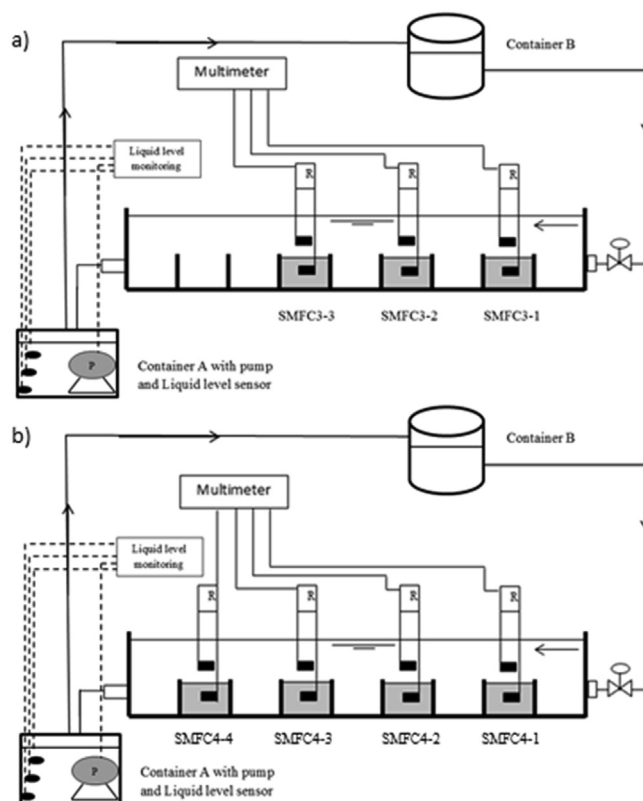 a)
Container B
Multimeter
Liquid level
monitoring
SMFC3-3
SMFC3-2
SMFC3-1
P
Container A with pump
and Liquid level sensor
b)
Container B
Multimeter
Liquid level
monitoring
SMFC4-4
SMFC4-3
SMFC4-2
SMFC4-1
P
Container A with pump
and Liquid level sensor